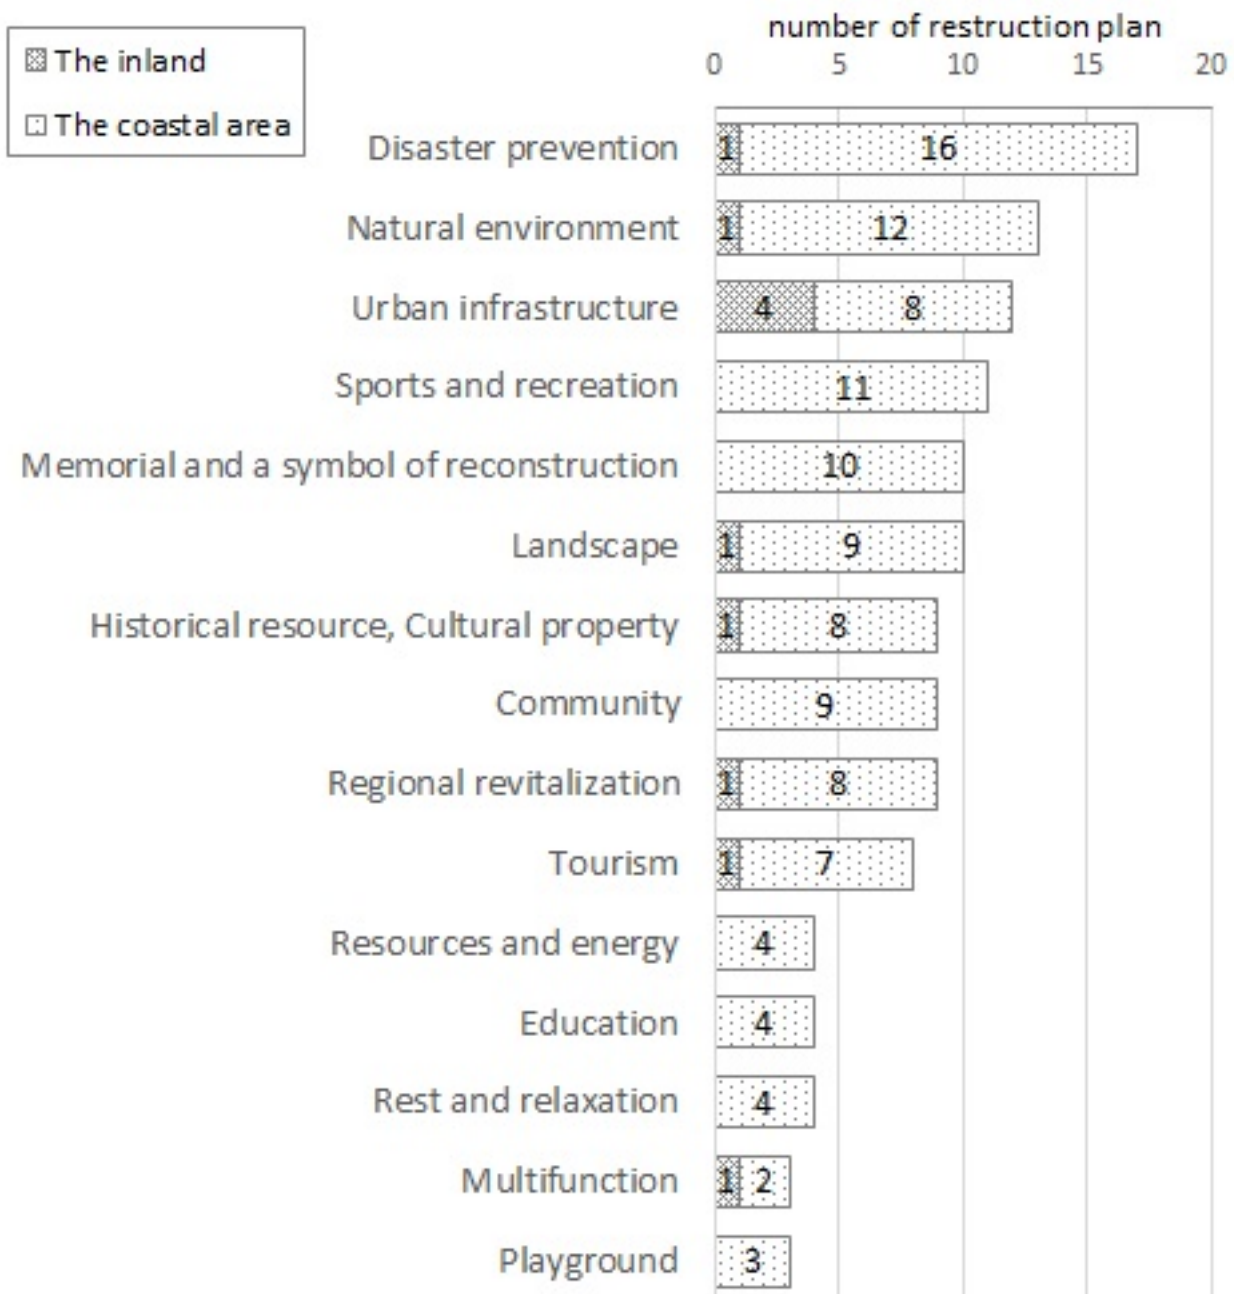 number of restruction plan
0 5 10 15 20
The inland
The coastal area
Disaster prevention 1 16
Natural environment 1 12
Urban infrastructure 4 8
Sports and recreation 11
Memorial and a symbol of reconstruction 10
Landscape 1 9
Historical resource, Cultural property 1 8
Community 9
Regional revitalization 1 8
Tourism 1 7
Resources and energy 4
Education 4
Rest and relaxation 4
Multifunction 1 2
Playground 3